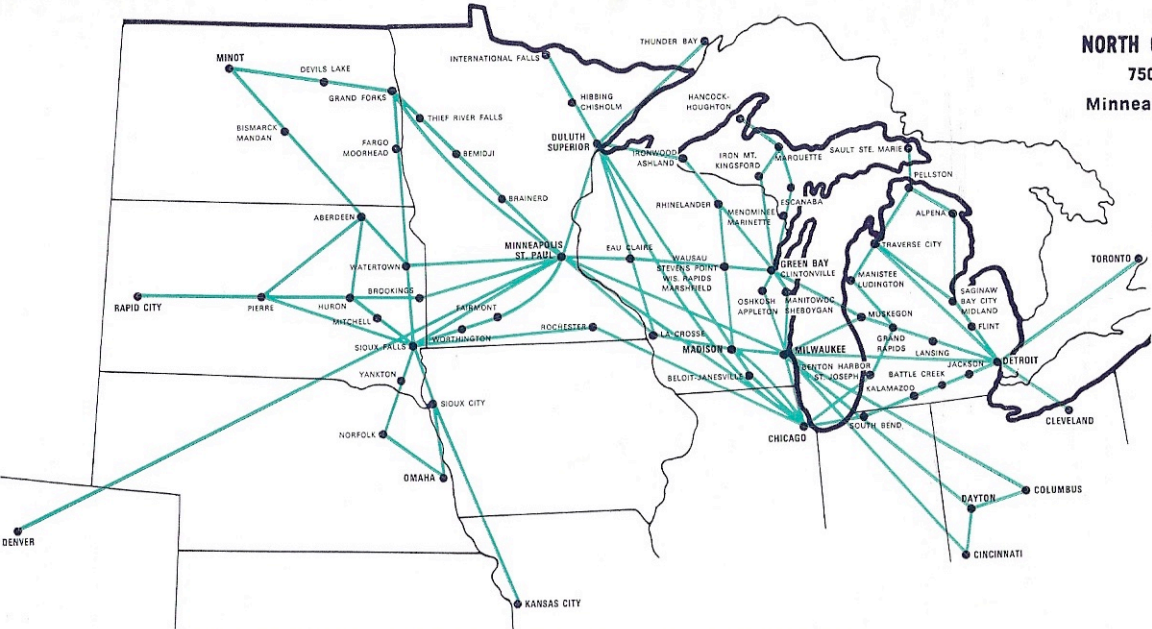 NORTH
750
Minnea
THUNDER BAY
INTERNATIONAL FALLS
MINOT
DEVILS LAKE
GRAND FORKS
HIBBING
CHISHOLM
HANCOCK-
HOUGHTON
THIEF RIVER FALLS
BISMARCK
MANDAN
FARGO
MOORHEAD
DULUTH
SUPERIOR
BEMIDJI
IRONWOOD
ASHLAND
IRON MT.
KINGSFORD
MARQUETTE
SAULT STE. MARIE
PELLSTON
BRAINERD
ESCANABA
RHINELANDER
MENOMINEE
MARINETTE
ALPENA
ABERDEEN
MINNEAPOLIS
ST. PAUL
EAU CLAIRE
TRAVERSE CITY
WATERTOWN
WAUSAU
STEVENS POINT
WIS. RAPIDS
MARSHFIELD
GREEN BAY
CLINTONVILLE
TORONTO
MANISTEE
LUDINGTON
BROOKINGS
RAPID CITY
PIERRE
HURON
MITCHELL
FAIRMONT
OSHKOSH
APPLETON
MANITOWOC
SHEBOYGAN
SAGINAW
BAY CITY
MIDLAND
MUSKEGON
FLINT
ROCHESTER
WORTHINGTON
LA CROSSE
GRAND
RAPIDS
SIOUX FALLS
MADISON
MILWAUKEE
LANSING
DETROIT
BENTON HARBOR
ST. JOSEPH
JACKSON
BATTLE CREEK
KALAMAZOO
YANKTON
BELOIT-JANESVILLE
SIOUX CITY
NORFOLK
CHICAGO
SOUTH BEND
CLEVELAND
OMAHA
COLUMBUS
DAYTON
DENVER
CINCINNATI
KANSAS CITY